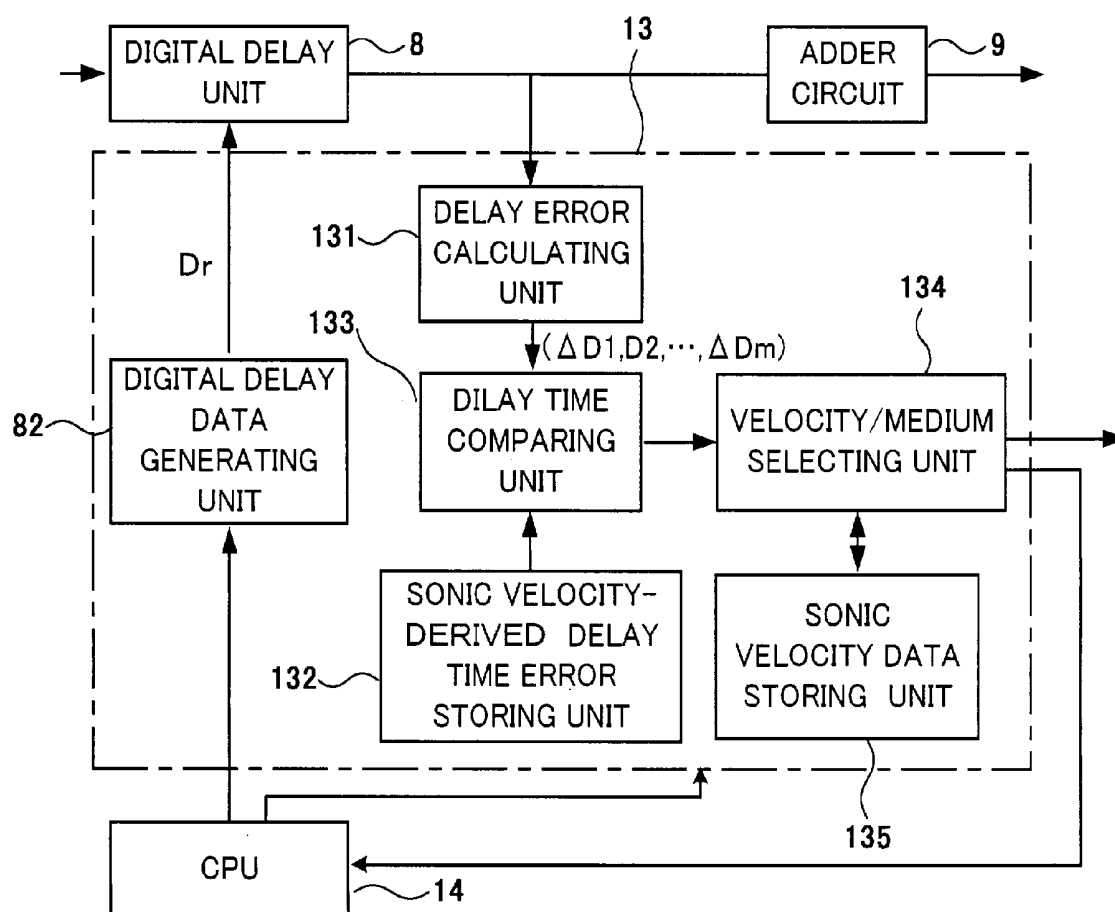 DIGITAL DELAY
UNIT
8
13
ADDER
CIRCUIT
9
131
DELAY ERROR
CALCULATING
UNIT
Dr
133
(ΔD1,D2,···,ΔDm)
134
82
DIGITAL DELAY
DATA
GENERATING
UNIT
DILAY TIME
COMPARING
UNIT
VELOCITY/MEDIUM
SELECTING UNIT
132
SONIC VELOCITY-
DERIVED DELAY
TIME ERROR
STORING UNIT
SONIC
VELOCITY DATA
STORING UNIT
135
CPU
14